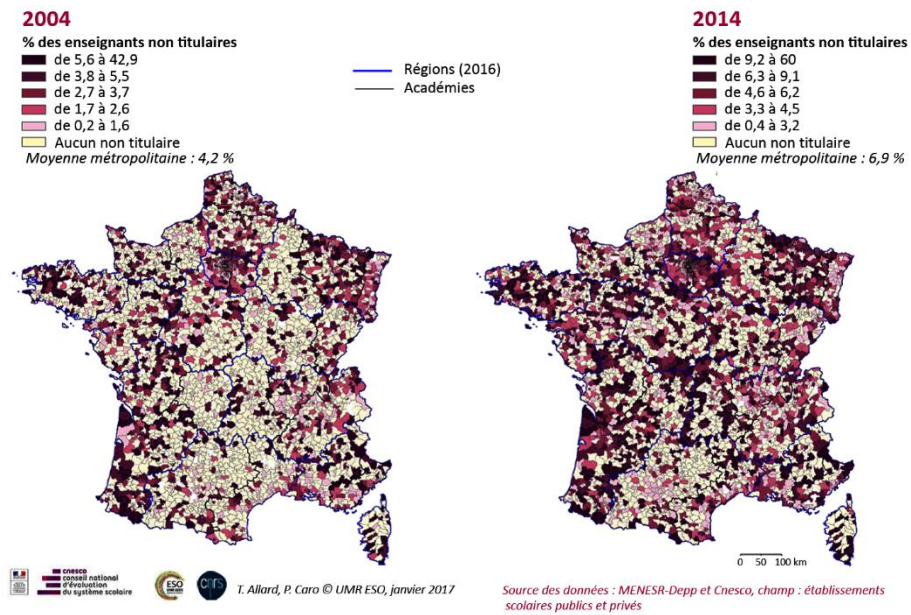 2004
% des enseignants non titulaires
de 5,6 à 42,9
de 3,8 à 5,5
de 2,7 à 3,7
de 1,7 à 2,6
de 0,2 à 1,6
Aucun non titulaire
Moyenne métropolitaine : 4,2 %
Régions (2016)
Académies
2014
% des enseignants non titulaires
de 9,2 à 60
de 6,3 à 9,1
de 4,6 à 6,2
de 3,3 à 4,5
de 0,4 à 3,2
Aucun non titulaire
Moyenne métropolitaine : 6,9 %
0 50 100 km
cnesco
conseil national
d'évaluation
du système scolaire
ESO
cnrs
T. Allard, P. Caro © UMR ESO, janvier 2017
Source des données : MENESR-Depp et Cnesco, champ : établissements
scolaires publics et privés